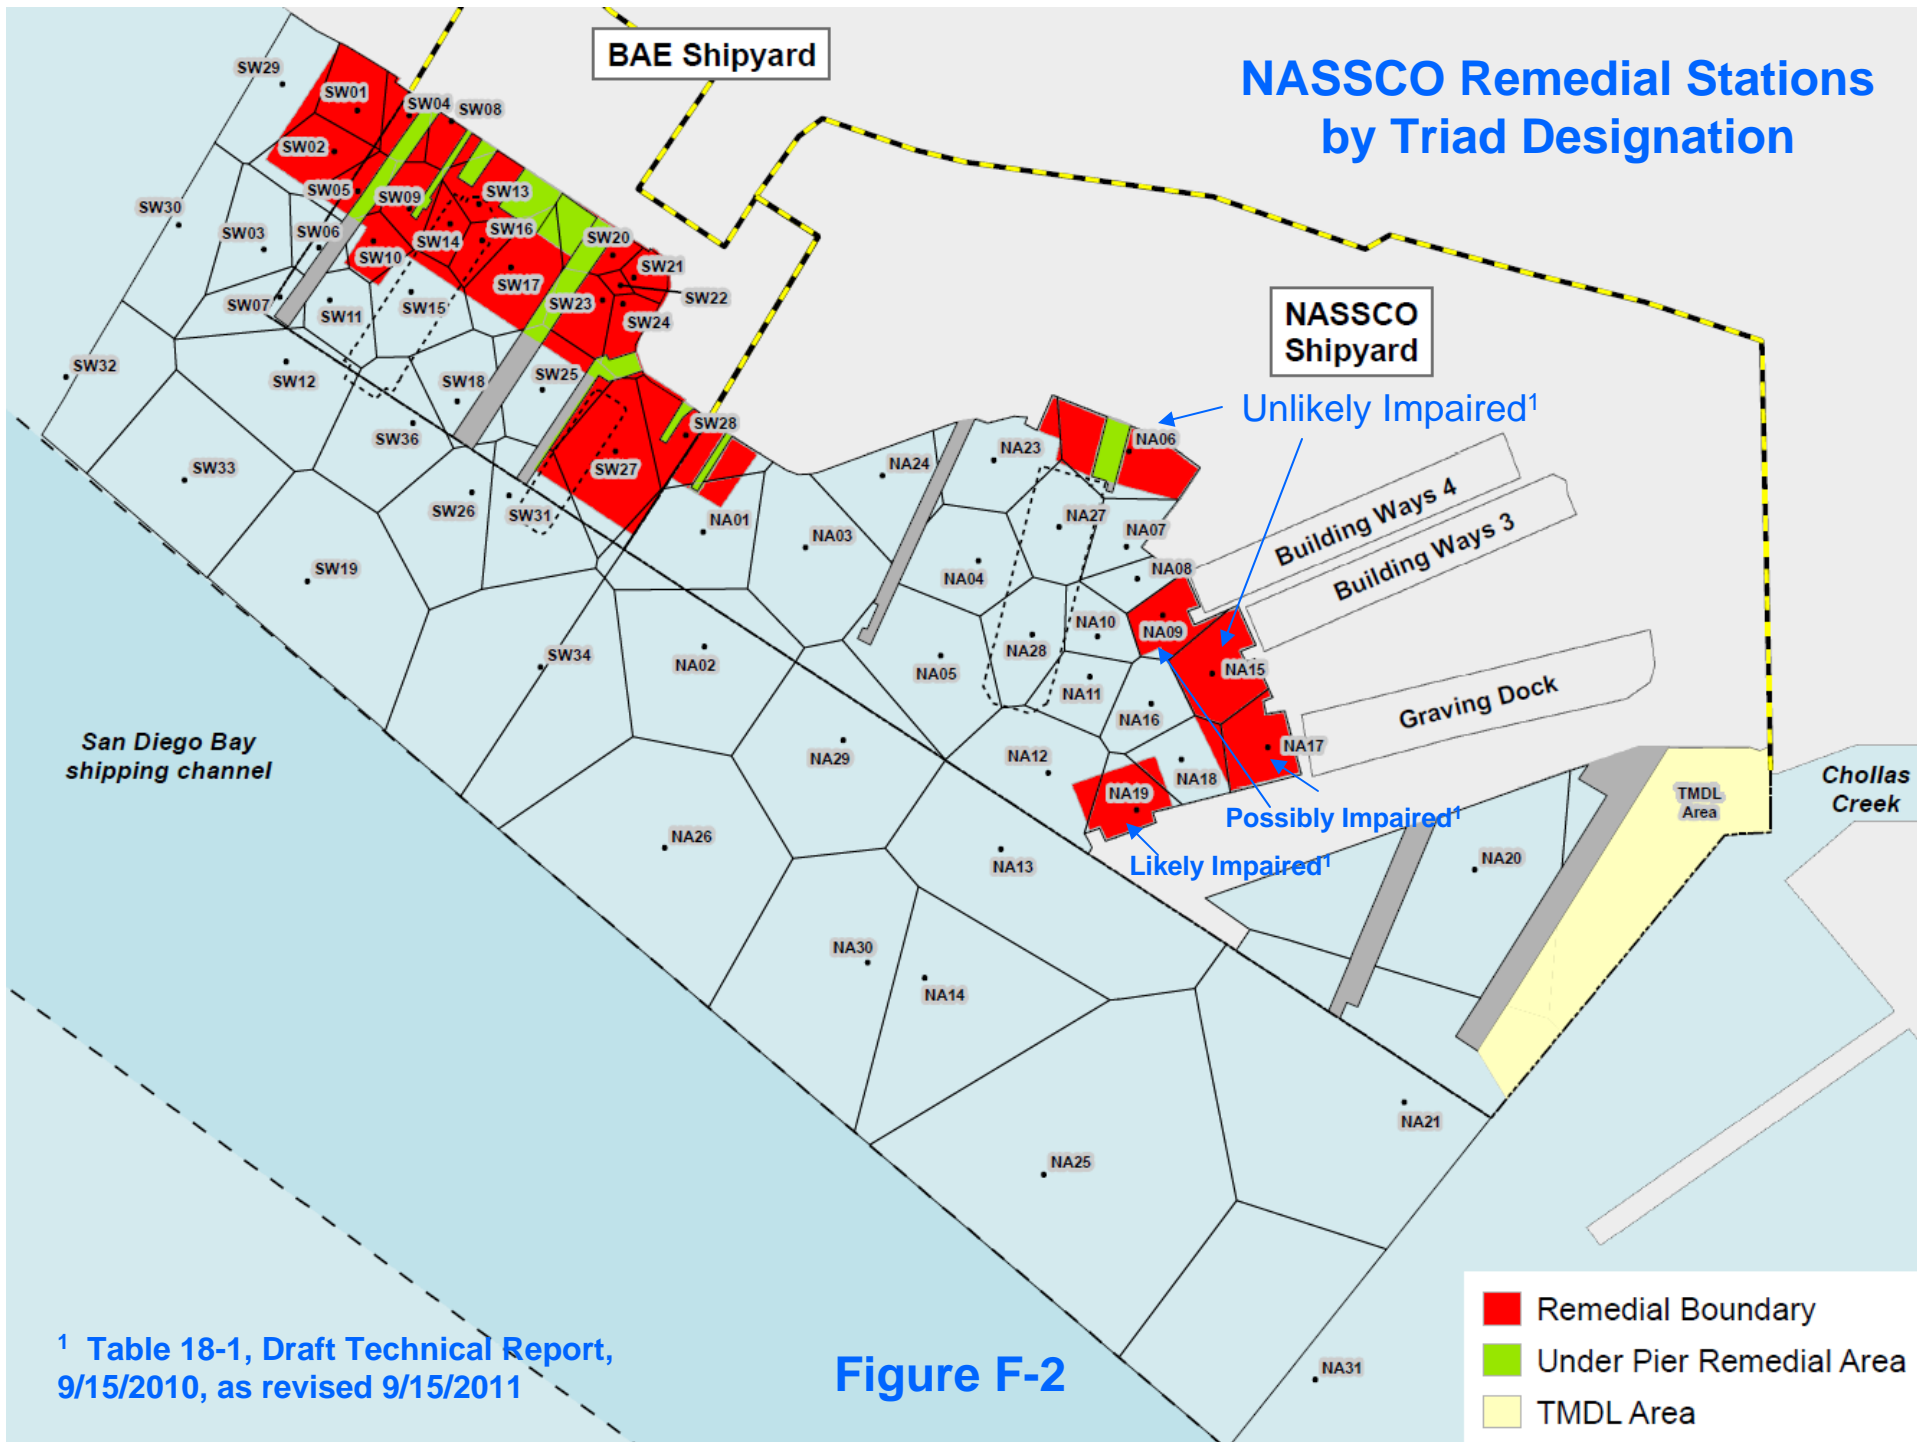 BAE Shipyard
NASSCO Remedial Stations
by Triad Designation
SW29
SW01
SW04
SW08
SW02
SW05
SW09
SW13
SW30
SW03
SW06
SW14
SW16
SW20
SW10
SW21
SW17
SW22
SW07
SW11
SW15
SW23
SW24
SW32
SW12
SW18
SW25
SW36
SW28
SW33
SW27
SW26
SW31
SW19
SW34
NASSCO
Shipyard
Unlikely Impaired¹
NA06
NA23
NA24
NA27
NA01
NA03
NA07
Building Ways 4
Building Ways 3
NA04
NA08
NA10
NA09
NA28
NA02
NA05
NA11
NA15
NA16
Graving Dock
NA29
NA12
NA18
NA17
NA19
San Diego Bay
shipping channel
TMDL
Area
Chollas
Creek
Possibly Impaired¹
Likely Impaired¹
NA26
NA13
NA20
NA30
NA14
NA21
NA25
NA31
¹ Table 18-1, Draft Technical Report,
9/15/2010, as revised 9/15/2011
Figure F-2
Remedial Boundary
Under Pier Remedial Area
TMDL Area